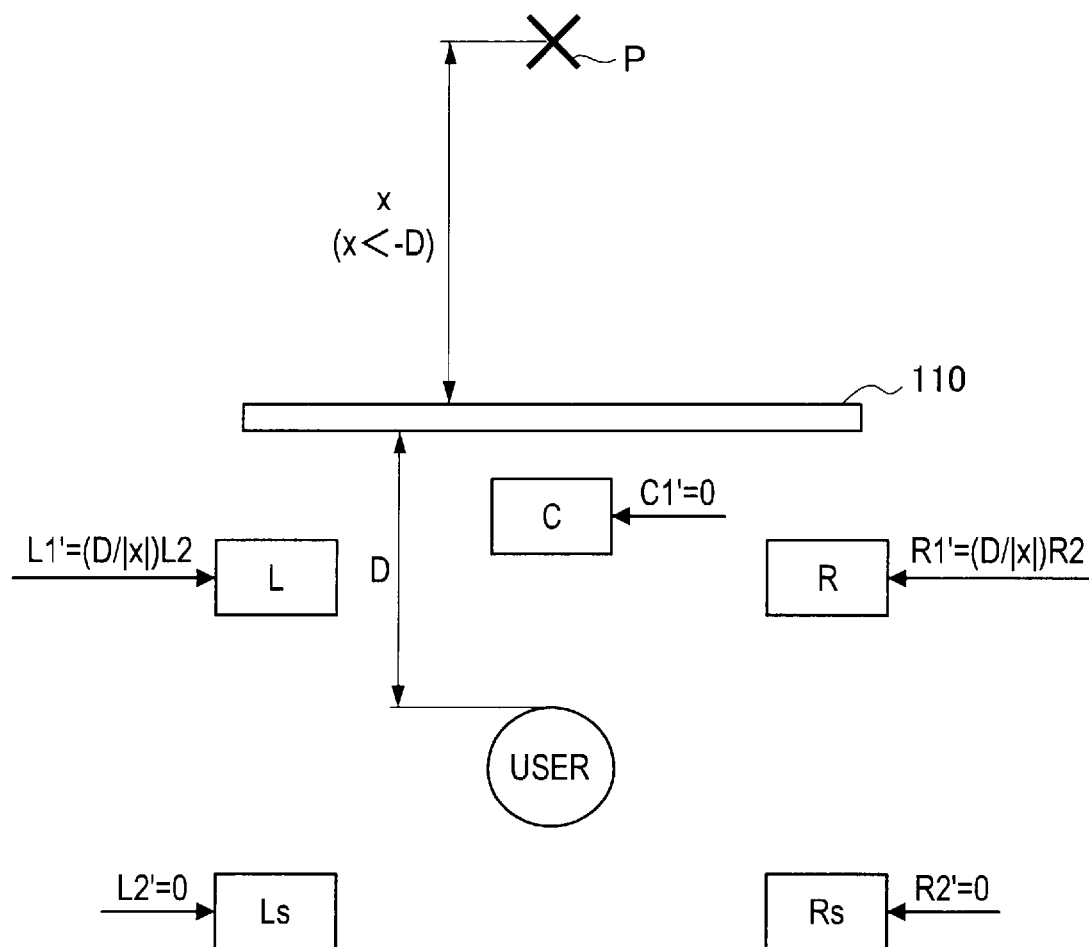 P
x
(x<-D)
110
C
C1'=0
L1'=(D/|x|)L2
L
D
R
R1'=(D/|x|)R2
USER
L2'=0
Ls
Rs
R2'=0